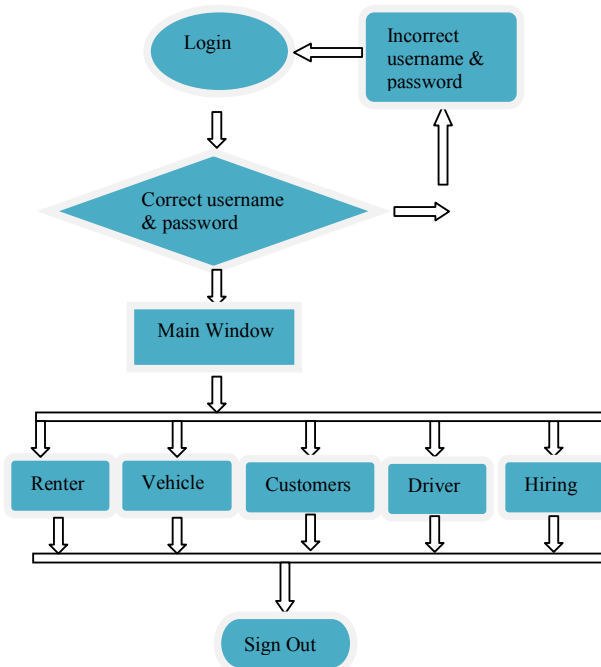 Login
Incorrect
username &
password
Correct username
& password
Main Window
Renter
Vehicle
Customers
Driver
Hiring
Sign Out